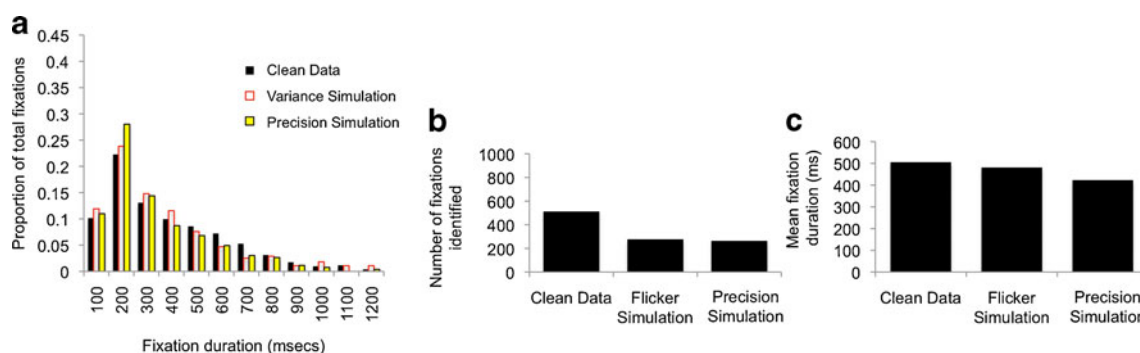 a
Proportion of total fixations
0.45
0.4
0.35
0.3
0.25
0.2
0.15
0.1
0.05
0
Clean Data
Variance Simulation
Precision Simulation
100
200
300
400
500
600
700
800
900
1000
1100
1200
Fixation duration (msecs)
b
Number of fixations
identified
1000
800
600
400
200
0
Clean Data
Flicker
Simulation
Precision
Simulation
c
Mean fixation
duration (ms)
600
500
400
300
200
100
0
Clean Data
Flicker
Simulation
Precision
Simulation